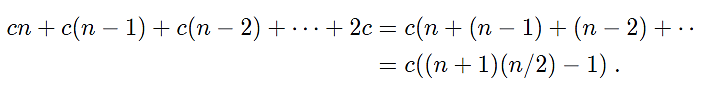 cn + c(n − 1) + c(n − 2) + ⋯ + 2c = c(n + (n − 1) + (n − 2) + ⋅⋅
= c((n + 1)(n/2) − 1) .